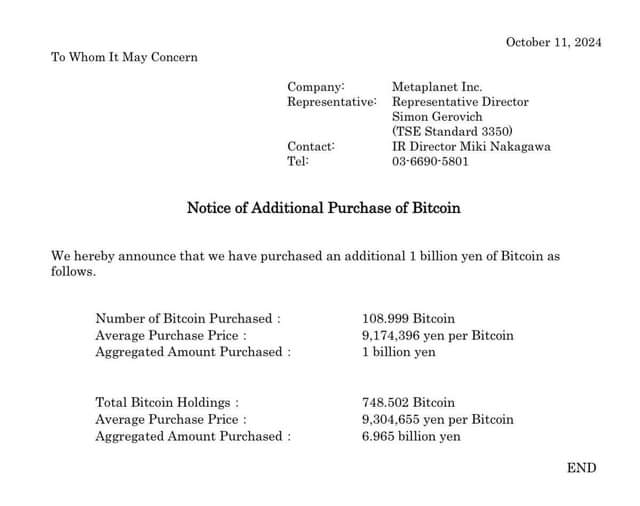 October 11, 2024
To Whom It May Concern
Company: Metaplanet Inc.
Representative: Representative Director
Simon Gerovich
(TSE Standard 3350)
Contact: IR Director Miki Nakagawa
Tel: 03-6690-5801
Notice of Additional Purchase of Bitcoin
We hereby announce that we have purchased an additional 1 billion yen of Bitcoin as
follows.
Number of Bitcoin Purchased : 108.999 Bitcoin
Average Purchase Price : 9,174,396 yen per Bitcoin
Aggregated Amount Purchased : 1 billion yen
Total Bitcoin Holdings : 748.502 Bitcoin
Average Purchase Price : 9,304,655 yen per Bitcoin
Aggregated Amount Purchased : 6.965 billion yen
END